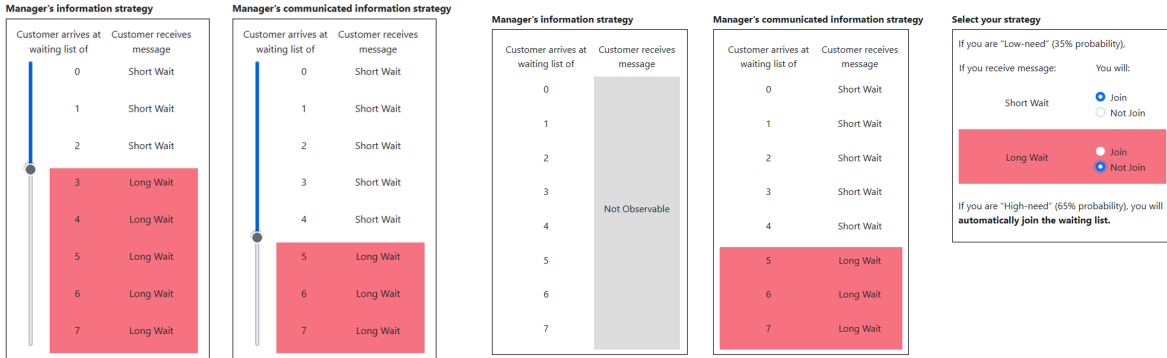 Manager's information strategy
Customer arrives at waiting list of
Customer receives message
0 Short Wait
1 Short Wait
2 Short Wait
3 Long Wait
4 Long Wait
5 Long Wait
6 Long Wait
7 Long Wait
Manager's communicated information strategy
Customer arrives at waiting list of
Customer receives message
0 Short Wait
1 Short Wait
2 Short Wait
3 Short Wait
4 Short Wait
5 Long Wait
6 Long Wait
7 Long Wait
Manager's information strategy
Customer arrives at waiting list of
Customer receives message
0
1
2
3
4
5
6
7
Not Observable
Manager's communicated information strategy
Customer arrives at waiting list of
Customer receives message
0 Short Wait
1 Short Wait
2 Short Wait
3 Short Wait
4 Short Wait
5 Long Wait
6 Long Wait
7 Long Wait
Select your strategy
If you are "Low-need" (35% probability),
If you receive message: You will:
Short Wait
Join
Not Join
Long Wait
Join
Not Join
If you are "High-need" (65% probability), you will
automatically join the waiting list.